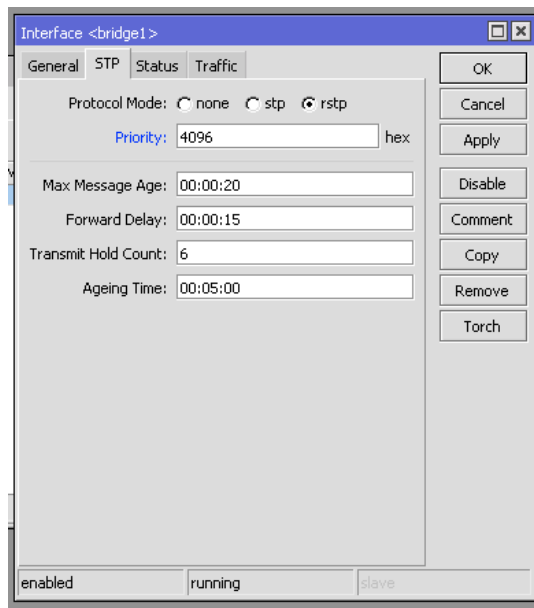 Interface <bridge1>
General STP Status Traffic
OK
Protocol Mode: none stp rstp
Cancel
Priority: 4096 hex
Apply
Max Message Age: 00:00:20
Disable
Forward Delay: 00:00:15
Comment
Transmit Hold Count: 6
Copy
Ageing Time: 00:05:00
Remove
Torch
enabled running slave